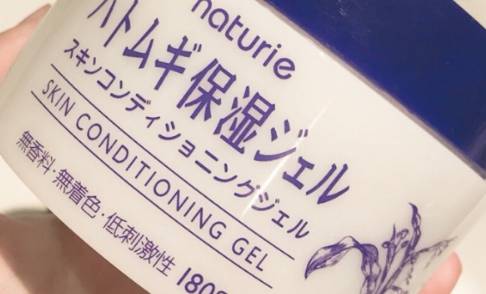 naturie
ハトムギ保湿ジェル
スキンコンディショニングジェル
SKIN CONDITIONING GEL
無香料・無着色・低刺激性 180g